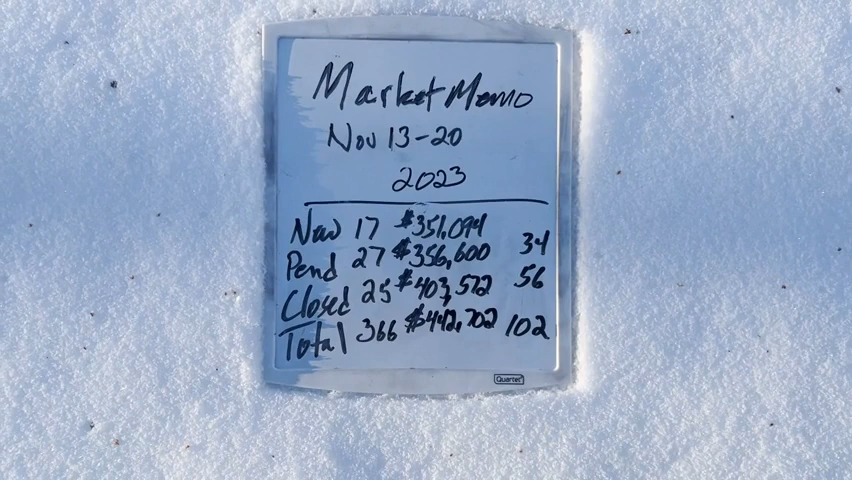 Market Memo
Nov 13-20
2023
New 17 $351,094
Pend 27 $356,600 34
Closed 25 $403,572 56
Total 366 $442,702 102
Quartet